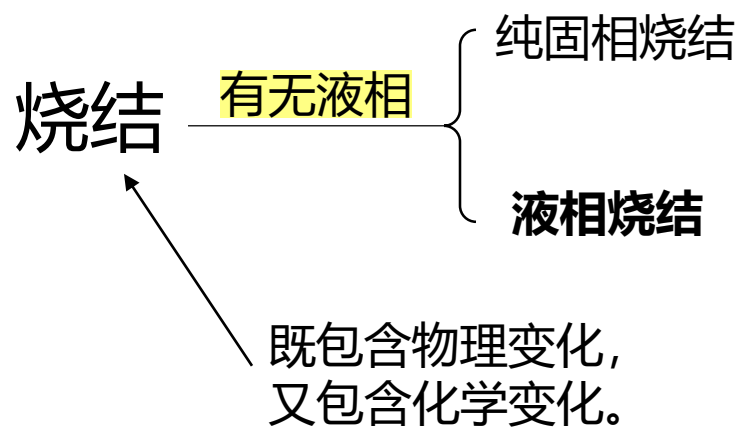 纯固相烧结
有无液相
烧结
液相烧结
既包含物理变化，
又包含化学变化。